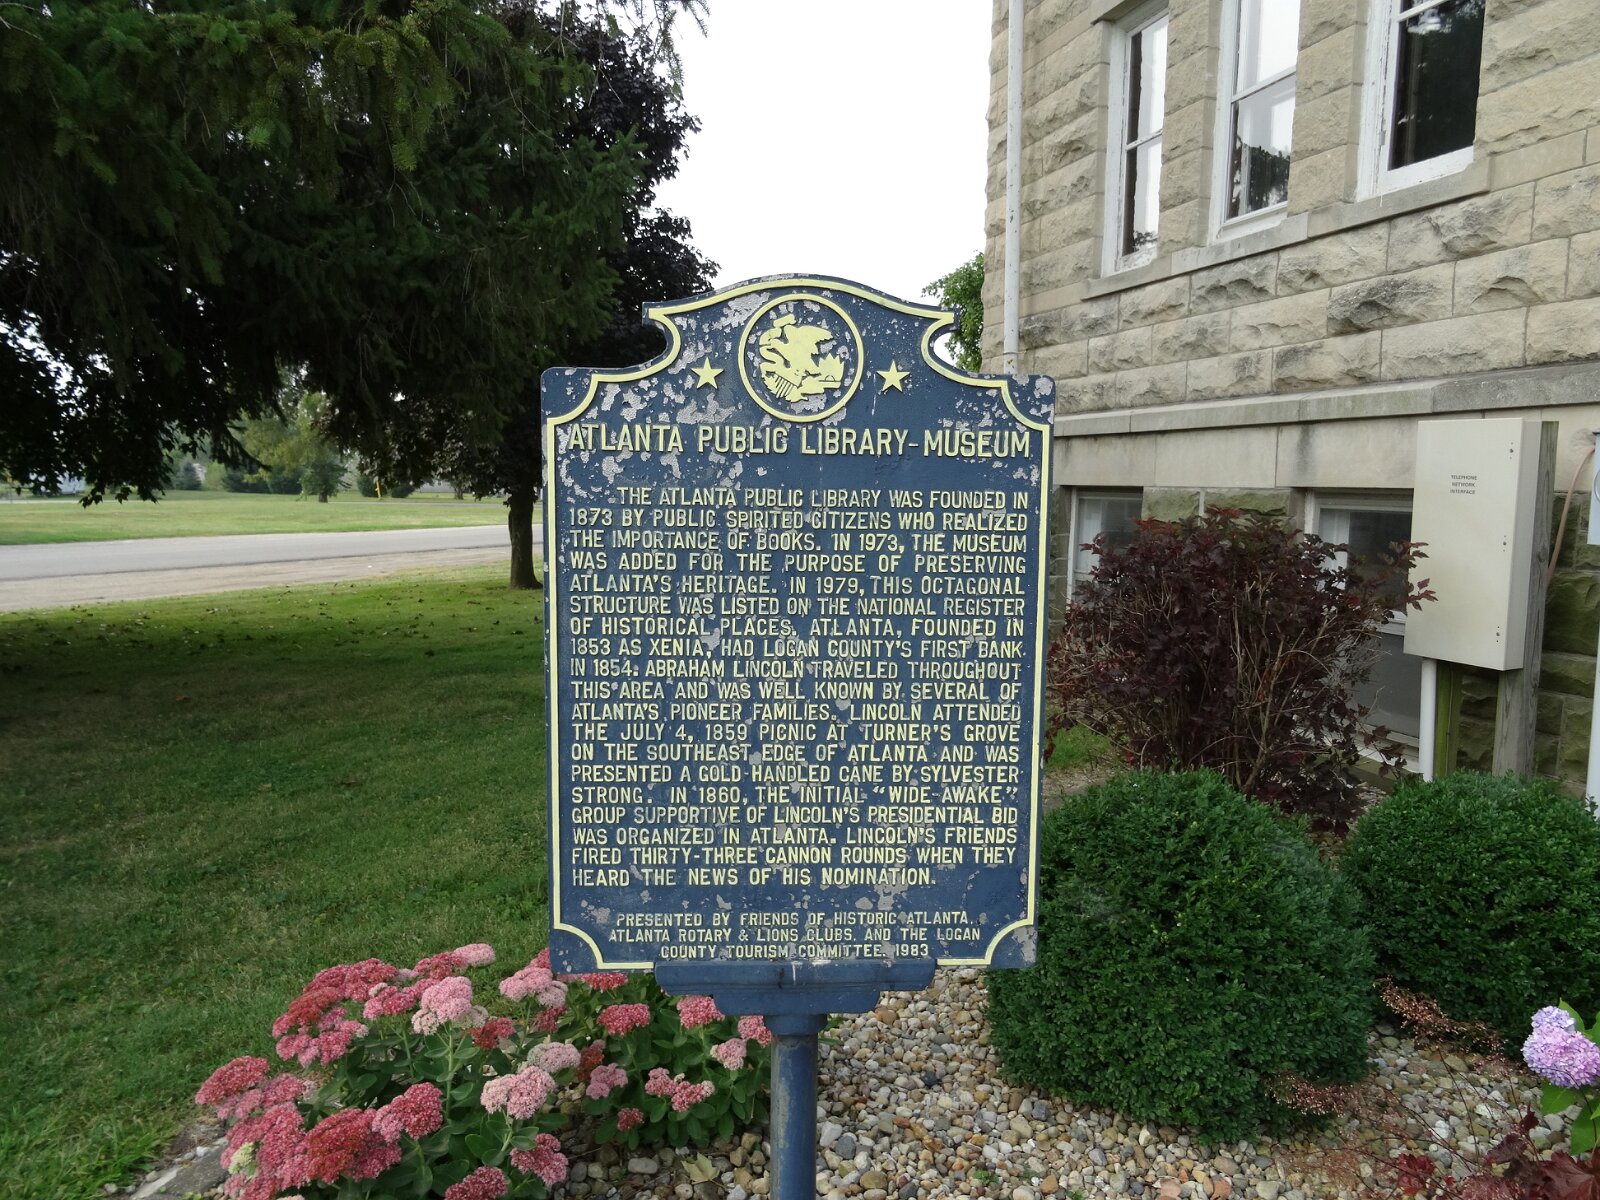 ATLANTA PUBLIC LIBRARY-MUSEUM
THE ATLANTA PUBLIC LIBRARY WAS FOUNDED IN
1873 BY PUBLIC SPIRITED CITIZENS WHO REALIZED
THE IMPORTANCE OF BOOKS. IN 1973, THE MUSEUM
WAS ADDED FOR THE PURPOSE OF PRESERVING
ATLANTA'S HERITAGE. IN 1979, THIS OCTAGONAL
STRUCTURE WAS LISTED ON THE NATIONAL REGISTER
OF HISTORICAL PLACES. ATLANTA, FOUNDED IN
1853 AS XENIA, HAD LOGAN COUNTY'S FIRST BANK
IN 1854. ABRAHAM LINCOLN TRAVELED THROUGHOUT
THIS AREA AND WAS WELL KNOWN BY SEVERAL OF
ATLANTA'S PIONEER FAMILIES. LINCOLN ATTENDED
THE JULY 4, 1859 PICNIC AT TURNER'S GROVE
ON THE SOUTHEAST EDGE OF ATLANTA AND WAS
PRESENTED A GOLD HANDLED CANE BY SYLVESTER
STRONG. IN 1860, THE INITIAL "WIDE-AWAKE"
GROUP SUPPORTIVE OF LINCOLN'S PRESIDENTIAL BID
WAS ORGANIZED IN ATLANTA. LINCOLN'S FRIENDS
FIRED THIRTY-THREE CANNON ROUNDS WHEN THEY
HEARD THE NEWS OF HIS NOMINATION.
PRESENTED BY FRIENDS OF HISTORIC ATLANTA,
ATLANTA ROTARY & LIONS CLUBS, AND THE LOGAN
COUNTY TOURISM COMMITTEE, 1983
TELEPHONE
NETWORK
INTERFACE